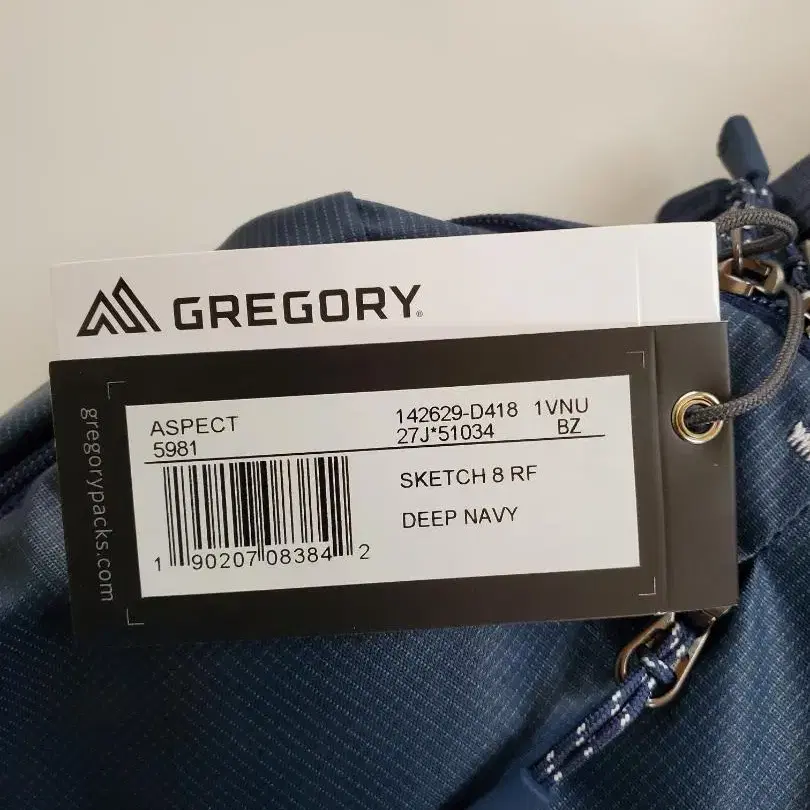 GREGORY®
gregorypacks.com
ASPECT
5981
142629-D418 1VNU
27J*51034 BZ
SKETCH 8 RF
DEEP NAVY
1 90207 08384 2